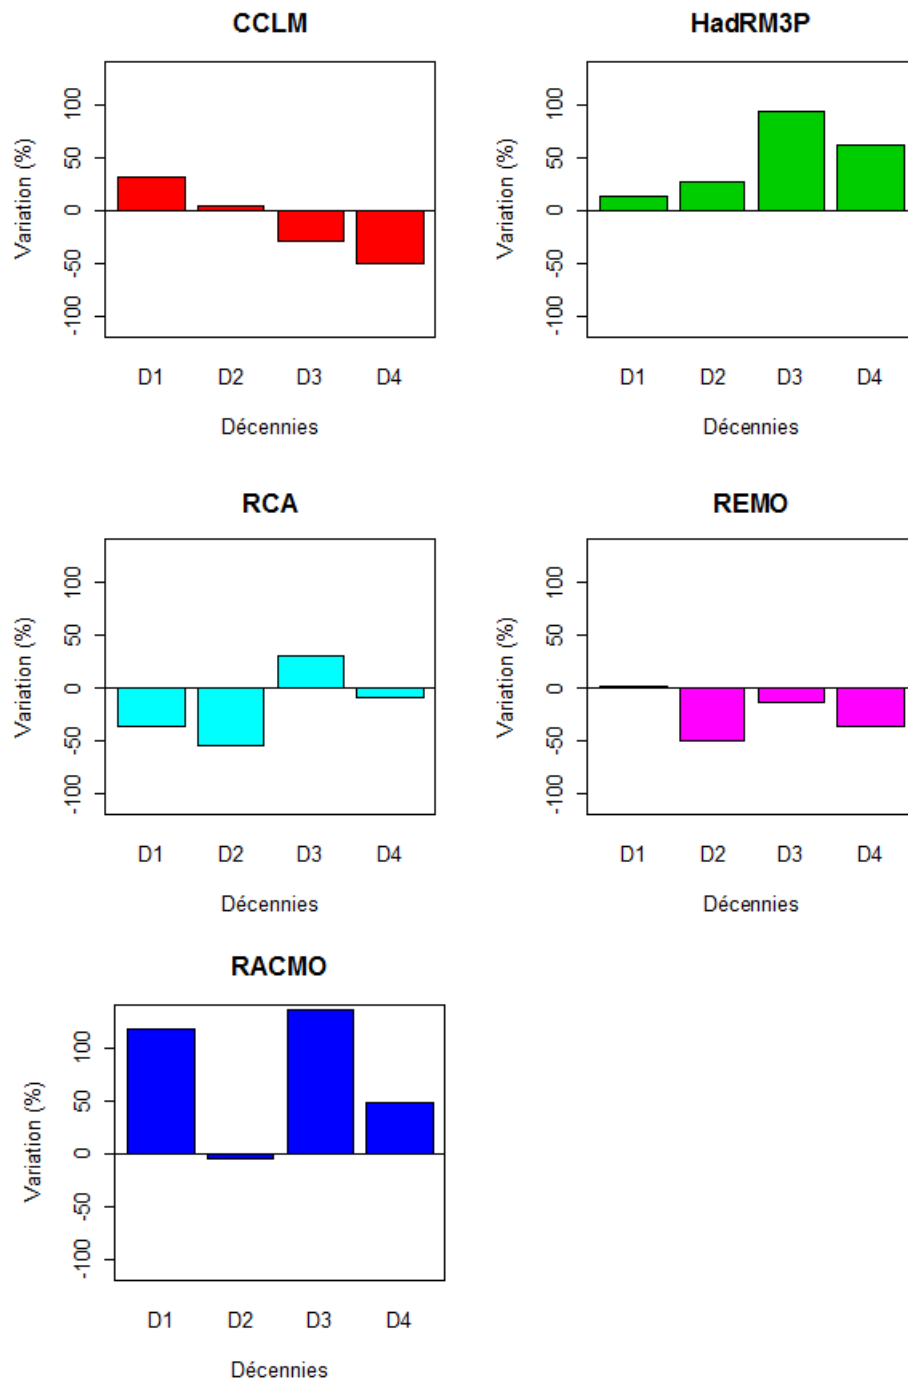 CCLM
Variation (%)
100
50
0
-50
-100
D1 D2 D3 D4
Décennies
HadRM3P
Variation (%)
100
50
0
-50
-100
D1 D2 D3 D4
Décennies
RCA
Variation (%)
100
50
0
-50
-100
D1 D2 D3 D4
Décennies
REMO
Variation (%)
100
50
0
-50
-100
D1 D2 D3 D4
Décennies
RACMO
Variation (%)
100
50
0
-50
-100
D1 D2 D3 D4
Décennies